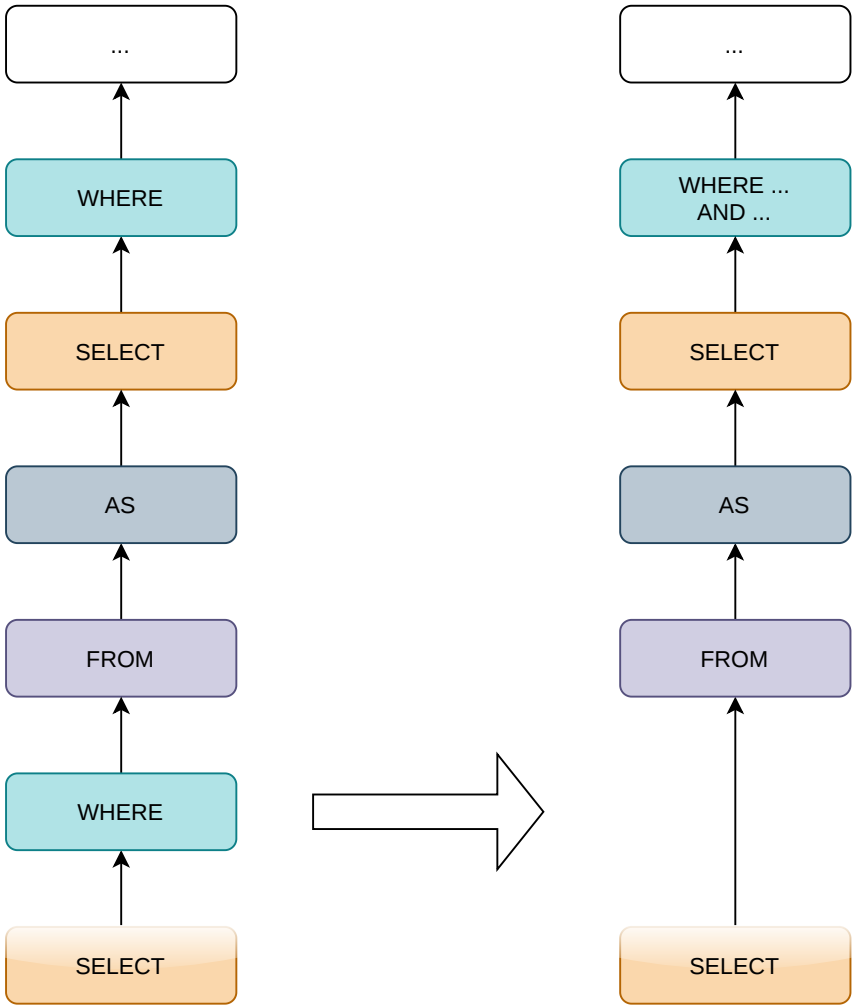 ...
WHERE
SELECT
AS
FROM
WHERE
SELECT
...
WHERE ...
AND ...
SELECT
AS
FROM
SELECT